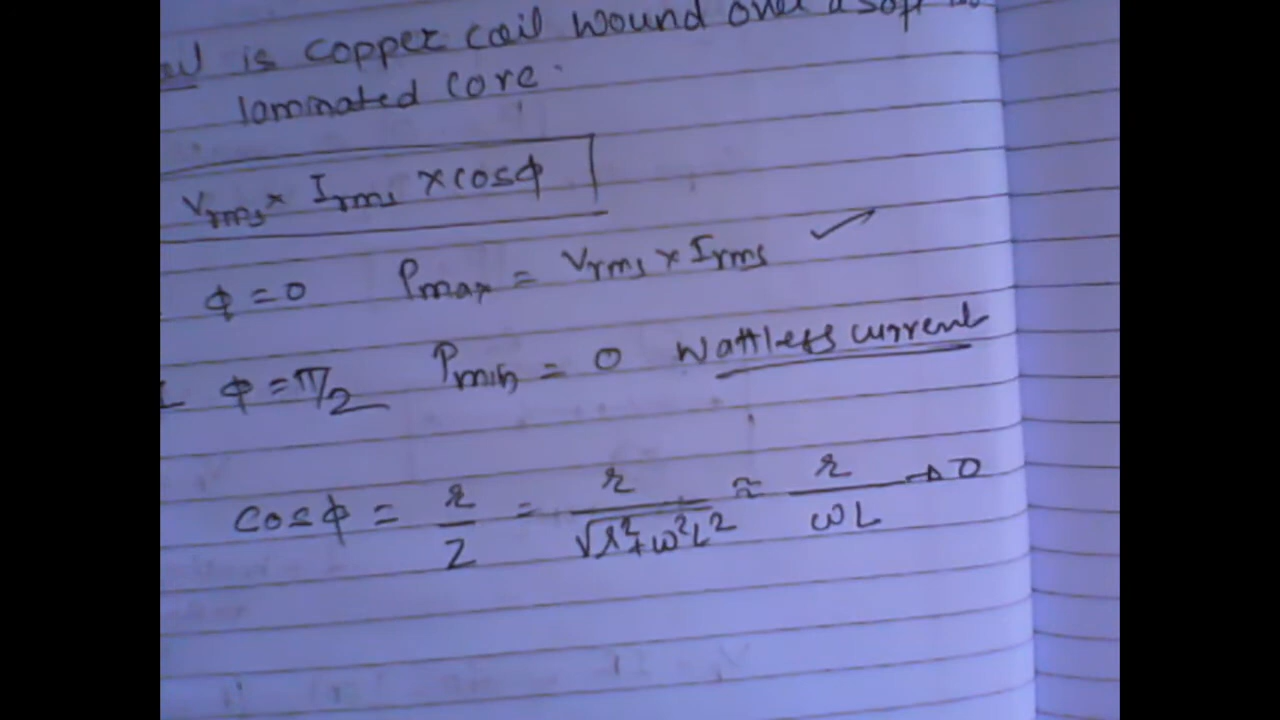 is copper coil wound over a soft
laminated core.
Vrms × Irms × cosϕ
ϕ = 0 Pmax = Vrms × Irms ✓
ϕ = π/2 Pmin = 0 Wattless current
cosϕ = r/Z = r/√r²+ω²L² ≈ r/ωL → 0